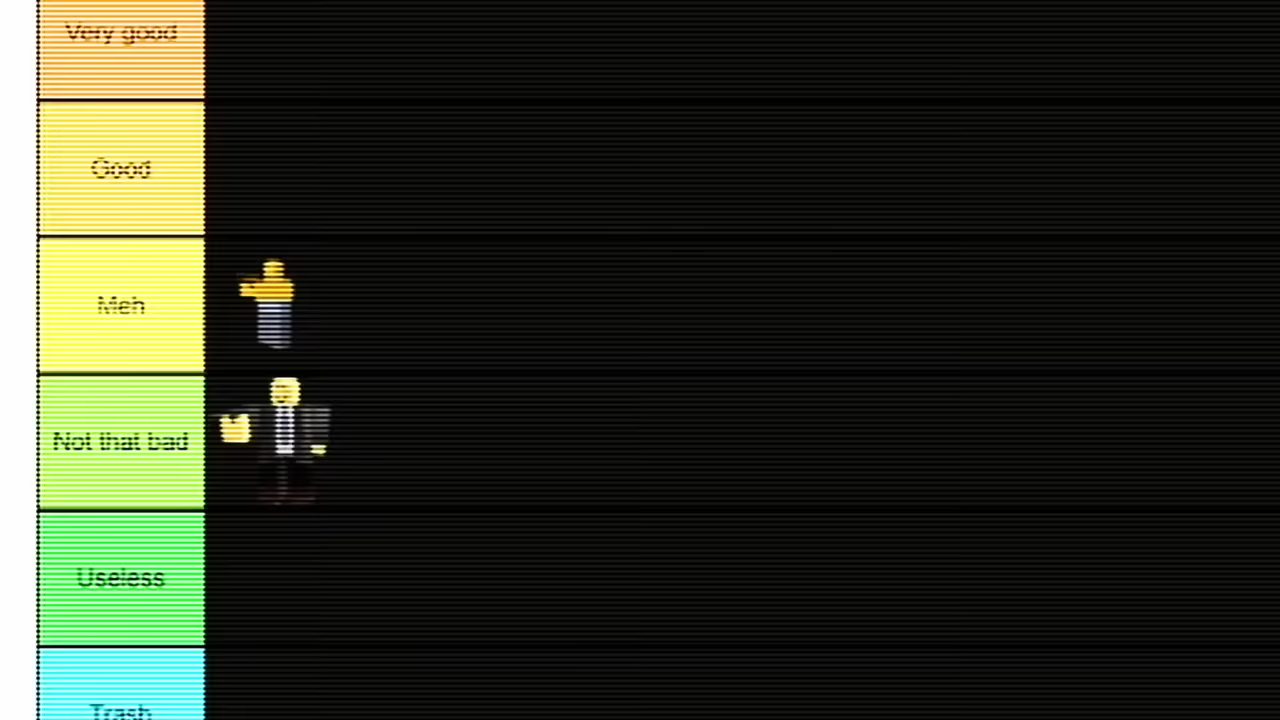 Very good
Good
Meh
Not that bad
Useless
Trash